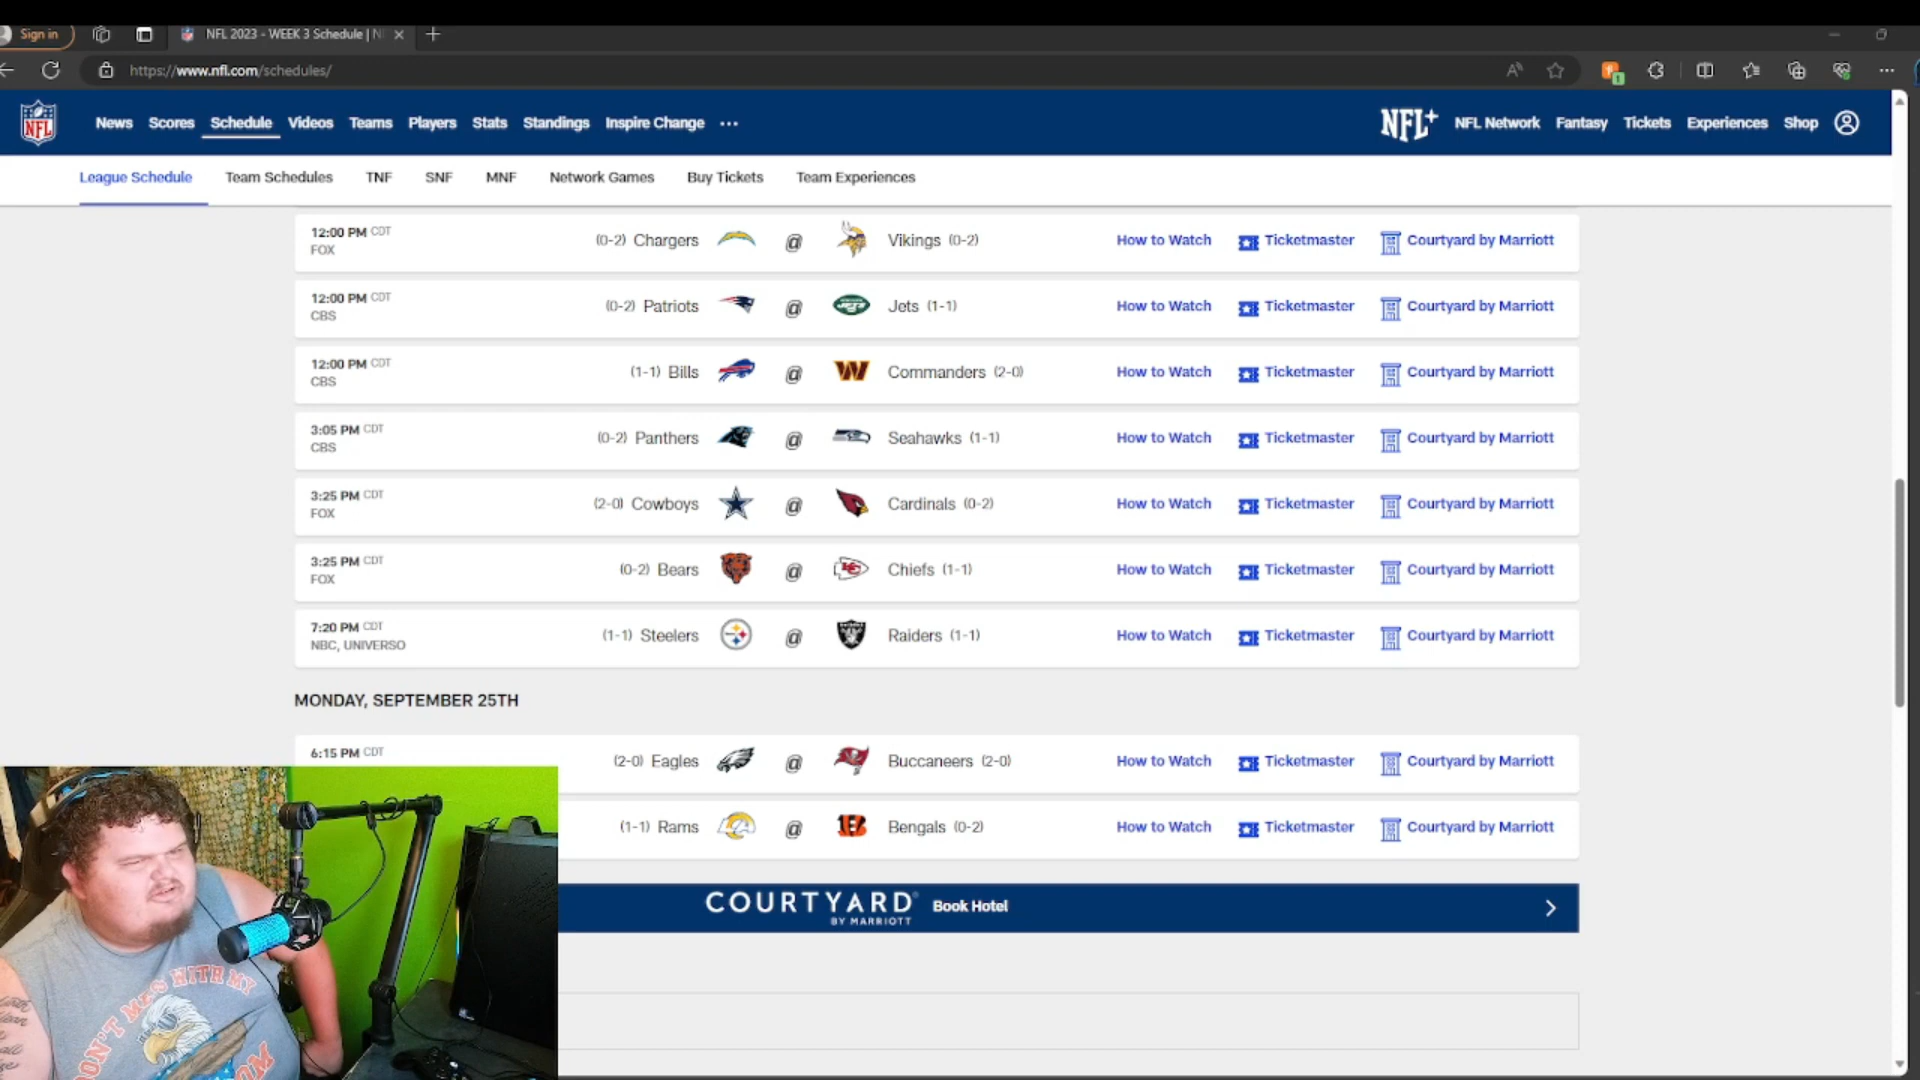 Sign in
NFL 2023 - WEEK 3 Schedule | N
https://www.nfl.com/schedules/
NFL News Scores Schedule Videos Teams Players Stats Standings Inspire Change ... NFL+ NFL Network Fantasy Tickets Experiences Shop
League Schedule Team Schedules TNF SNF MNF Network Games Buy Tickets Team Experiences
12:00 PM CDT
FOX
(0-2) Chargers @ Vikings (0-2) How to Watch Ticketmaster Courtyard by Marriott
12:00 PM CDT
CBS
(0-2) Patriots @ JETS Jets (1-1) How to Watch Ticketmaster Courtyard by Marriott
12:00 PM CDT
CBS
(1-1) Bills @ W Commanders (2-0) How to Watch Ticketmaster Courtyard by Marriott
3:05 PM CDT
CBS
(0-2) Panthers @ Seahawks (1-1) How to Watch Ticketmaster Courtyard by Marriott
3:25 PM CDT
FOX
(2-0) Cowboys @ Cardinals (0-2) How to Watch Ticketmaster Courtyard by Marriott
3:25 PM CDT
FOX
(0-2) Bears @ KC Chiefs (1-1) How to Watch Ticketmaster Courtyard by Marriott
7:20 PM CDT
NBC, UNIVERSO
(1-1) Steelers @ Raiders (1-1) How to Watch Ticketmaster Courtyard by Marriott
MONDAY, SEPTEMBER 25TH
6:15 PM CDT
(2-0) Eagles @ Buccaneers (2-0) How to Watch Ticketmaster Courtyard by Marriott
(1-1) Rams @ B Bengals (0-2) How to Watch Ticketmaster Courtyard by Marriott
COURTYARD Book Hotel
BY MARRIOTT
DON'T MESS WITH MY